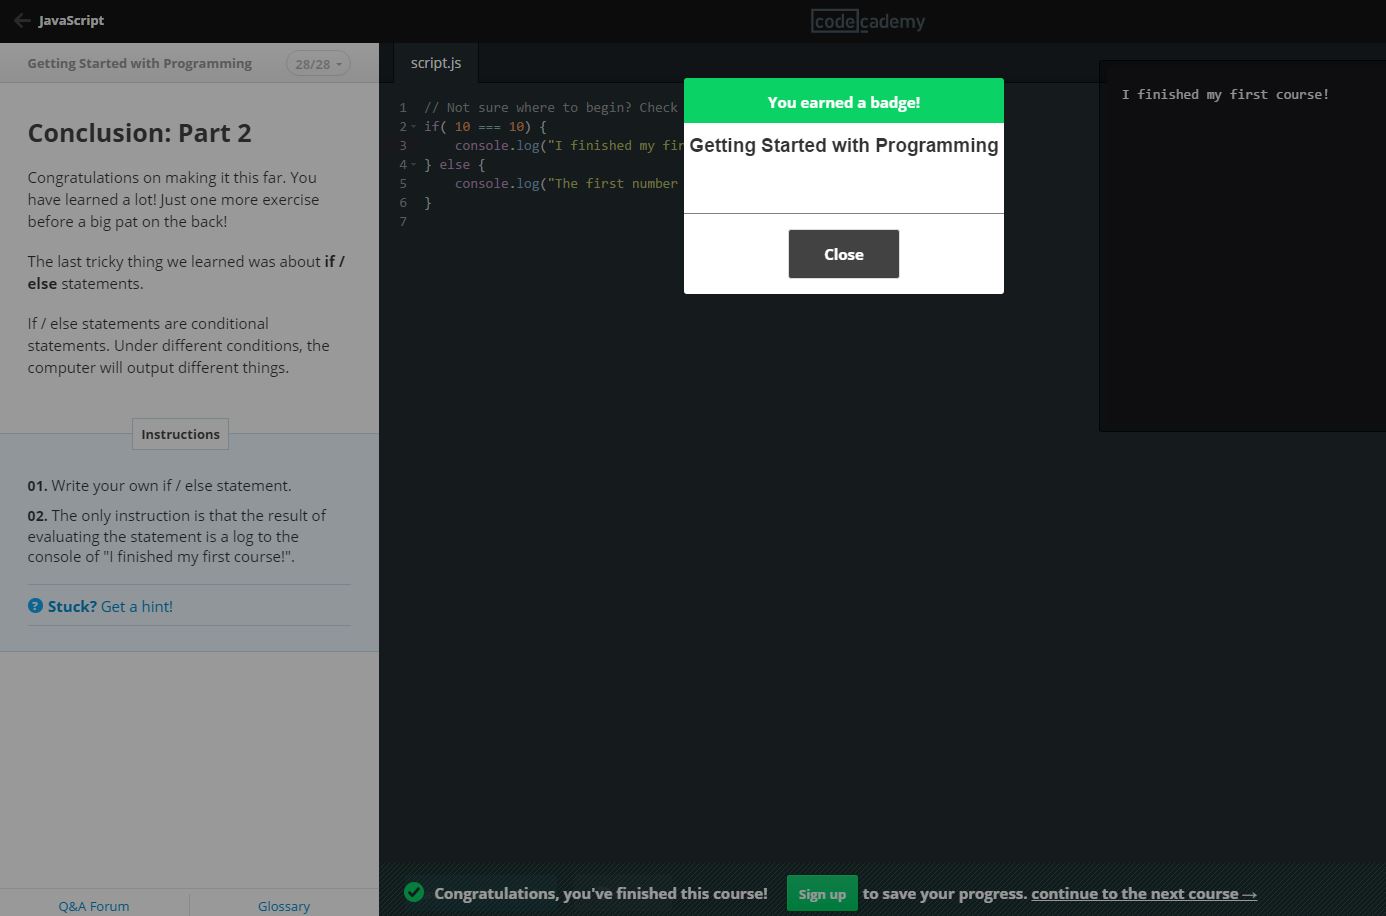 JavaScript
codecademy
Getting Started with Programming
28/28
Conclusion: Part 2
Congratulations on making it this far. You
have learned a lot! Just one more exercise
before a big pat on the back!
The last tricky thing we learned was about if /
else statements.
If / else statements are conditional
statements. Under different conditions, the
computer will output different things.
Instructions
01. Write your own if / else statement.
02. The only instruction is that the result of
evaluating the statement is a log to the
console of "I finished my first course!".
? Stuck? Get a hint!
Q&A Forum
Glossary
script.js
1 // Not sure where to begin? Check
2 if( 10 === 10) {
3 console.log("I finished my fir
4 } else {
5 console.log("The first number
6 }
7
You earned a badge!
Getting Started with Programming
Close
I finished my first course!
Congratulations, you've finished this course! Sign up to save your progress. continue to the next course→